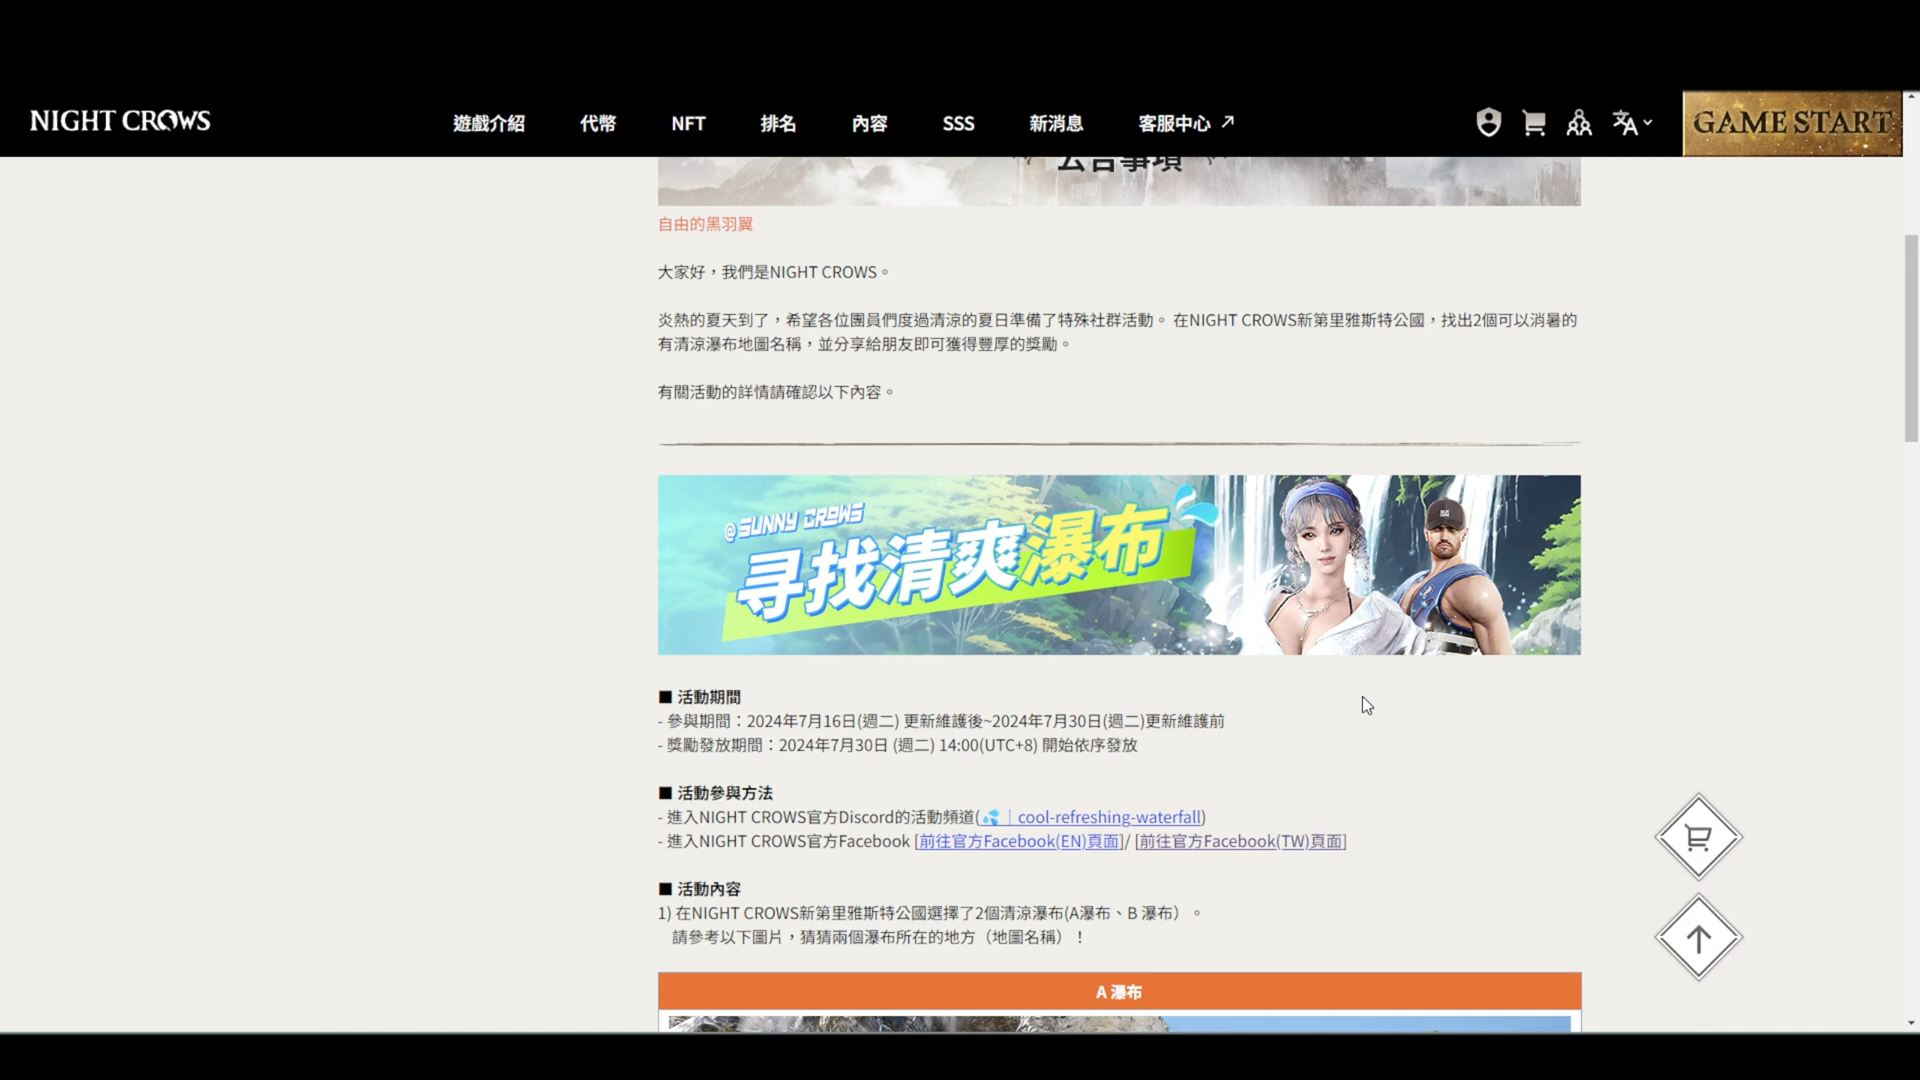 NIGHT CROWS
遊戲介紹 代幣 NFT 排名 內容 SSS 新消息 客服中心
GAME START
公告事項
自由的黑羽翼
大家好，我們是NIGHT CROWS。
炎熱的夏天到了，希望各位團員們度過清涼的夏日準備了特殊社群活動。 在NIGHT CROWS新第里雅斯特公國，找出2個可以消暑的
有清涼瀑布地圖名稱，並分享給朋友即可獲得豐厚的獎勵。
有關活動的詳情請確認以下內容。
@SUNNY CROWS
寻找清爽瀑布
■ 活動期間
- 參與期間：2024年7月16日(週二) 更新維護後~2024年7月30日(週二)更新維護前
- 獎勵發放期間：2024年7月30日 (週二) 14:00(UTC+8) 開始依序發放
■ 活動參與方法
- 進入NIGHT CROWS官方Discord的活動頻道(💦｜cool-refreshing-waterfall)
- 進入NIGHT CROWS官方Facebook [前往官方Facebook(EN)頁面]/ [前往官方Facebook(TW)頁面]
■ 活動內容
1) 在NIGHT CROWS新第里雅斯特公國選擇了2個清涼瀑布(A瀑布、B 瀑布）。
請參考以下圖片，猜猜兩個瀑布所在的地方（地圖名稱）！
A 瀑布